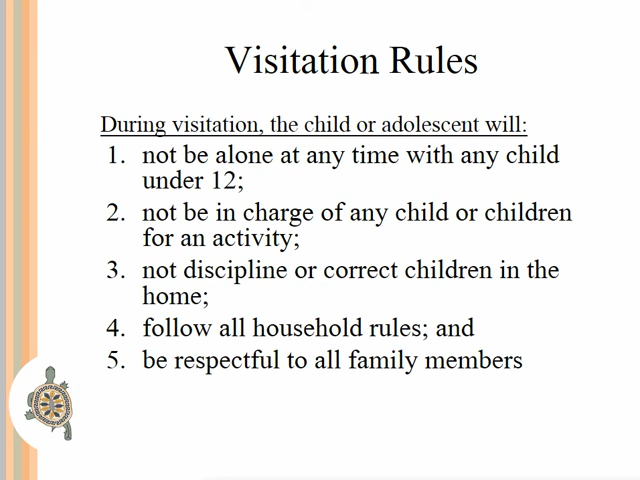 Visitation Rules
During visitation, the child or adolescent will:
1. not be alone at any time with any child
under 12;
2. not be in charge of any child or children
for an activity;
3. not discipline or correct children in the
home;
4. follow all household rules; and
5. be respectful to all family members